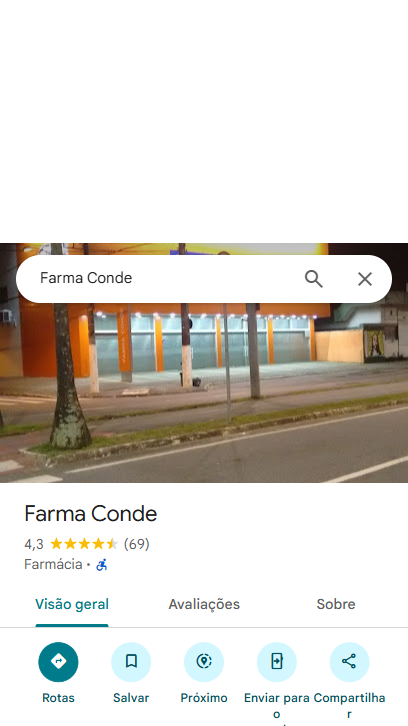 Farma Conde
Farma Conde
4,3 (69)
Farmácia •
Visão geral Avaliações Sobre
Rotas Salvar Próximo Enviar para o Compartilhar